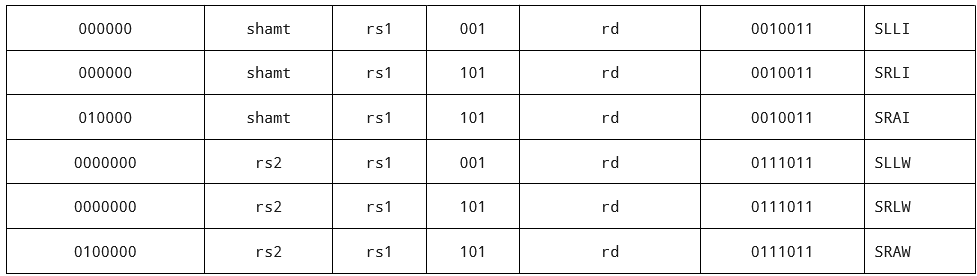 000000 shamt rs1 001 rd 0010011 SLLI
000000 shamt rs1 101 rd 0010011 SRLI
010000 shamt rs1 101 rd 0010011 SRAI
0000000 rs2 rs1 001 rd 0111011 SLLW
0000000 rs2 rs1 101 rd 0111011 SRLW
0100000 rs2 rs1 101 rd 0111011 SRAW